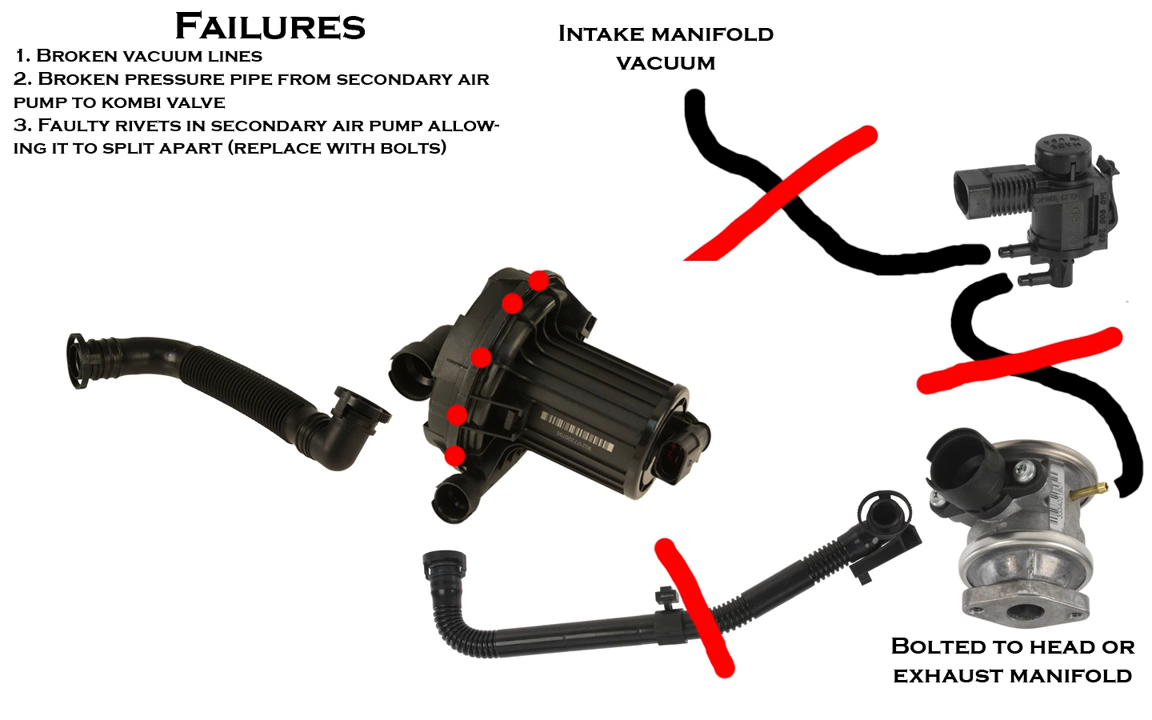 FAILURES
1. BROKEN VACUUM LINES
2. BROKEN PRESSURE PIPE FROM SECONDARY AIR
PUMP TO KOMBI VALVE
3. FAULTY RIVETS IN SECONDARY AIR PUMP ALLOW-
ING IT TO SPLIT APART (REPLACE WITH BOLTS)
INTAKE MANIFOLD
VACUUM
BOLTED TO HEAD OR
EXHAUST MANIFOLD